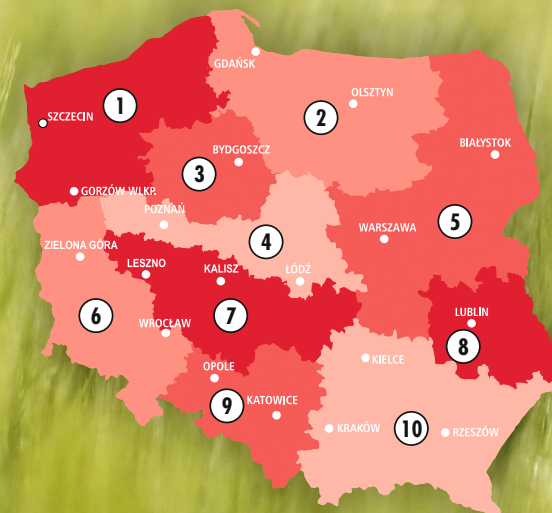 GDAŃSK
1
OLSZTYN
SZCZECIN
2
BIAŁYSTOK
BYDGOSZCZ
3
GORZÓW WLKP.
POZNAŃ
5
WARSZAWA
4
ZIELONA GÓRA
LESZNO
KALISZ
ŁÓDŹ
6
7
WROCŁAW
LUBLIN
8
KIELCE
OPOLE
9
KATOWICE
KRAKÓW
10
RZESZÓW